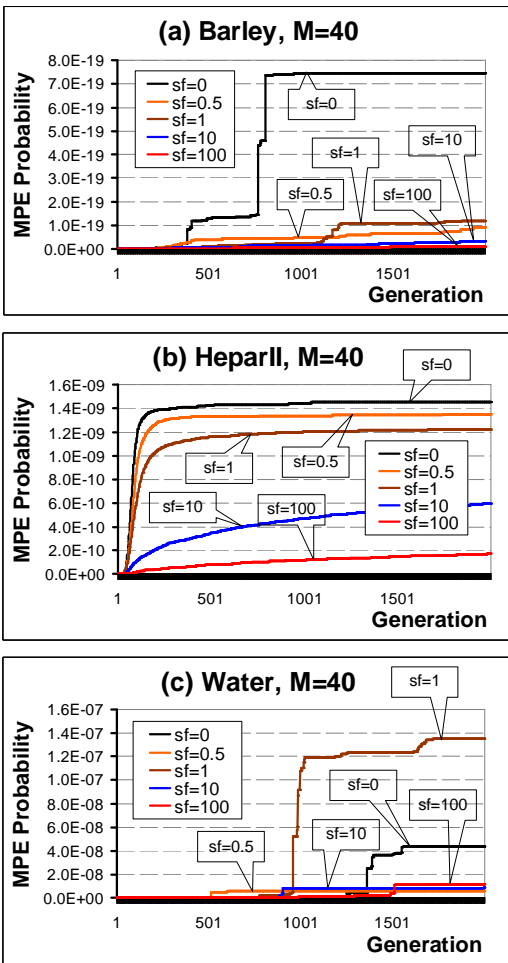 (a) Barley, M=40
MPE Probability
8.0E-19
7.0E-19
6.0E-19
5.0E-19
4.0E-19
3.0E-19
2.0E-19
1.0E-19
0.0E+00
sf=0
sf=0.5
sf=1
sf=10
sf=100
sf=0
sf=10
sf=1
sf=0.5
sf=100
1
501
1001
1501
Generation
(b) HeparII, M=40
MPE Probability
1.6E-09
1.4E-09
1.2E-09
1.0E-09
8.0E-10
6.0E-10
4.0E-10
2.0E-10
0.0E+00
sf=0
sf=0
sf=0.5
sf=1
sf=10
sf=100
sf=0.5
sf=1
sf=10
sf=100
1
501
1001
1501
Generation
(c) Water, M=40
MPE Probability
1.6E-07
1.4E-07
1.2E-07
1.0E-07
8.0E-08
6.0E-08
4.0E-08
2.0E-08
0.0E+00
sf=1
sf=0
sf=0.5
sf=1
sf=10
sf=100
sf=0
sf=100
sf=10
sf=0.5
1
501
1001
1501
Generation